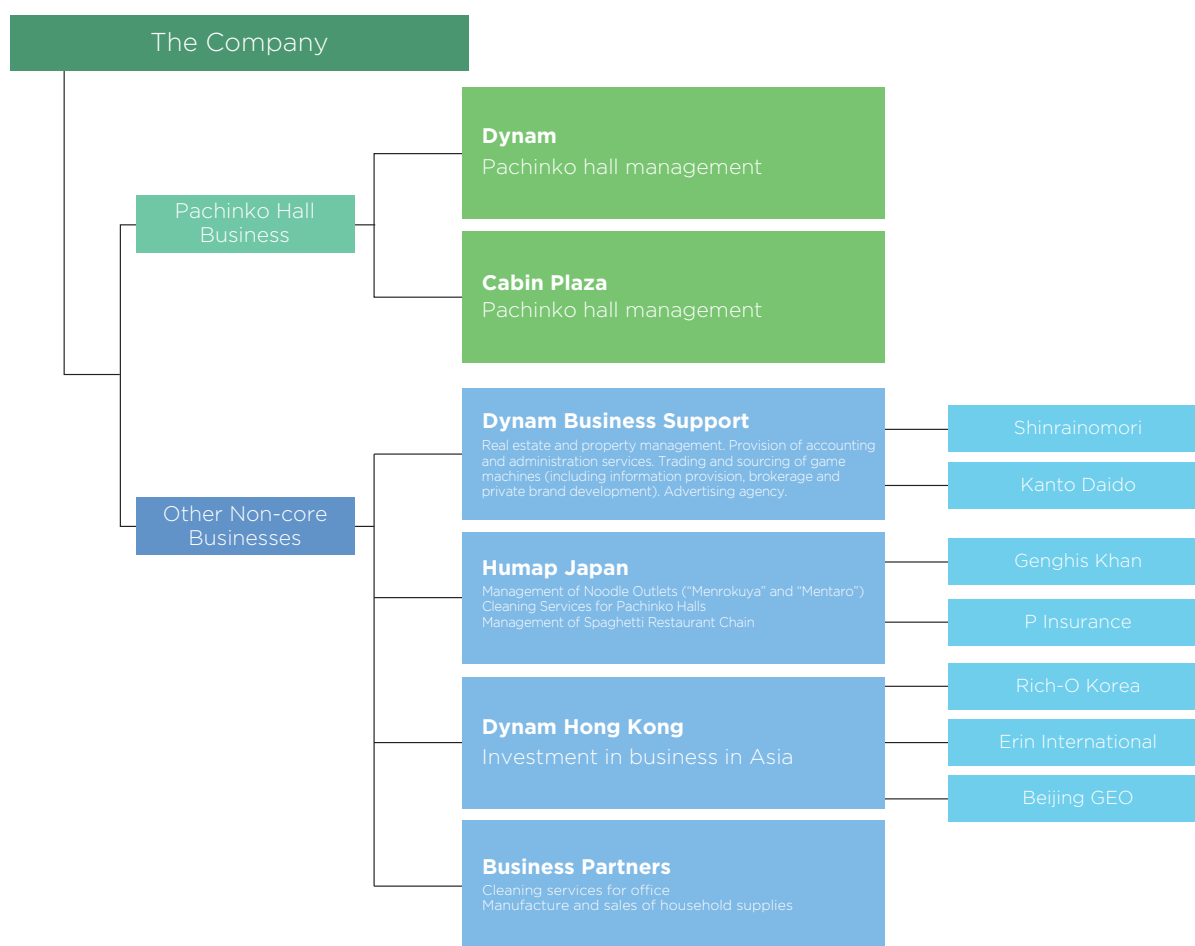 The Company
Dynam
Pachinko hall management
Pachinko Hall
Business
Cabin Plaza
Pachinko hall management
Dynam Business Support
Real estate and property management. Provision of accounting
and administration services. Trading and sourcing of game
machines (including information provision, brokerage and
private brand development). Advertising agency.
Shinrainomori
Kanto Daido
Other Non-core
Businesses
Humap Japan
Management of Noodle Outlets (“Menrokuya” and “Mentaro”)
Cleaning Services for Pachinko Halls
Management of Spaghetti Restaurant Chain
Genghis Khan
P Insurance
Dynam Hong Kong
Investment in business in Asia
Rich-O Korea
Erin International
Beijing GEO
Business Partners
Cleaning services for office
Manufacture and sales of household supplies